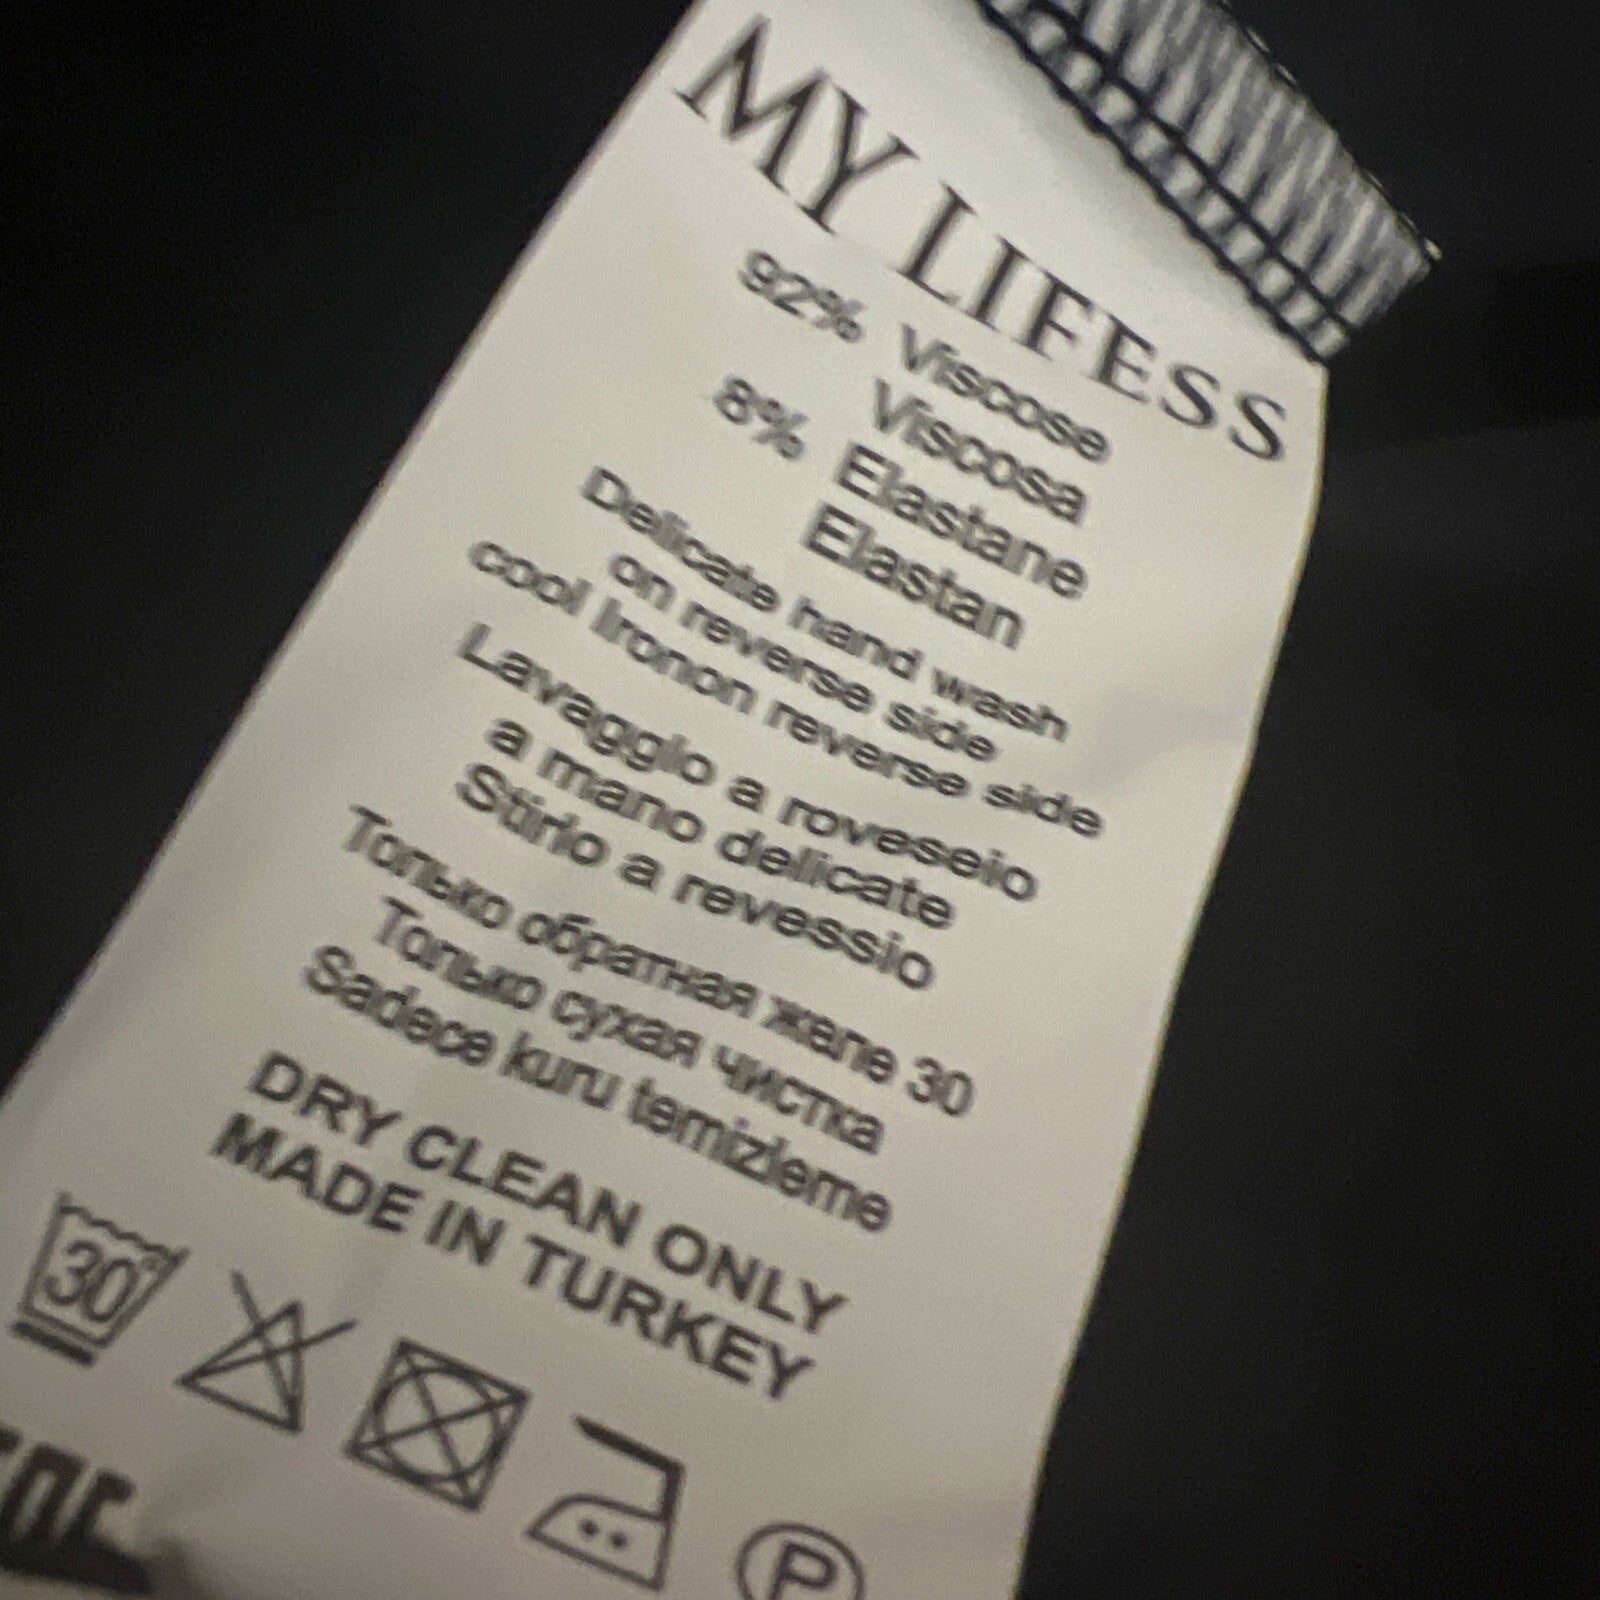 MY LIFESS
92% Viscose
Viscosa
8% Elastane
Elastan
Delicate hand wash
on reverse side
cool Ironon reverse side
Lavaggio a roveseio
a mano delicate
Stirlo a revessio
Только обратная желе 30
Только сухая чистка
Sadece kuru temizleme
DRY CLEAN ONLY
MADE IN TURKEY
30°
P